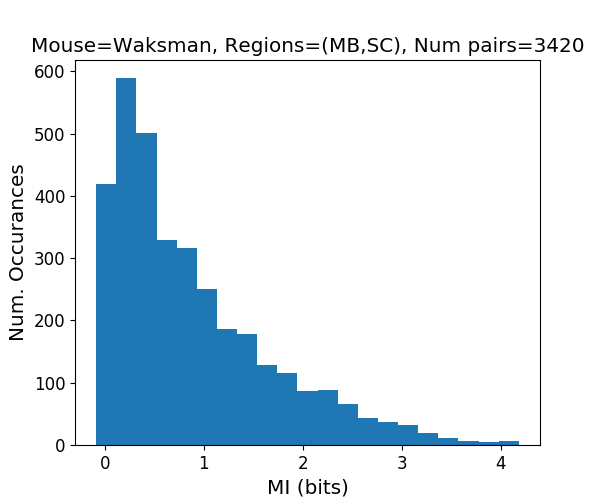 Mouse=Waksman, Regions=(MB,SC), Num pairs=3420
600
500
400
300
200
100
0
Num. Occurances
0 1 2 3 4
MI (bits)